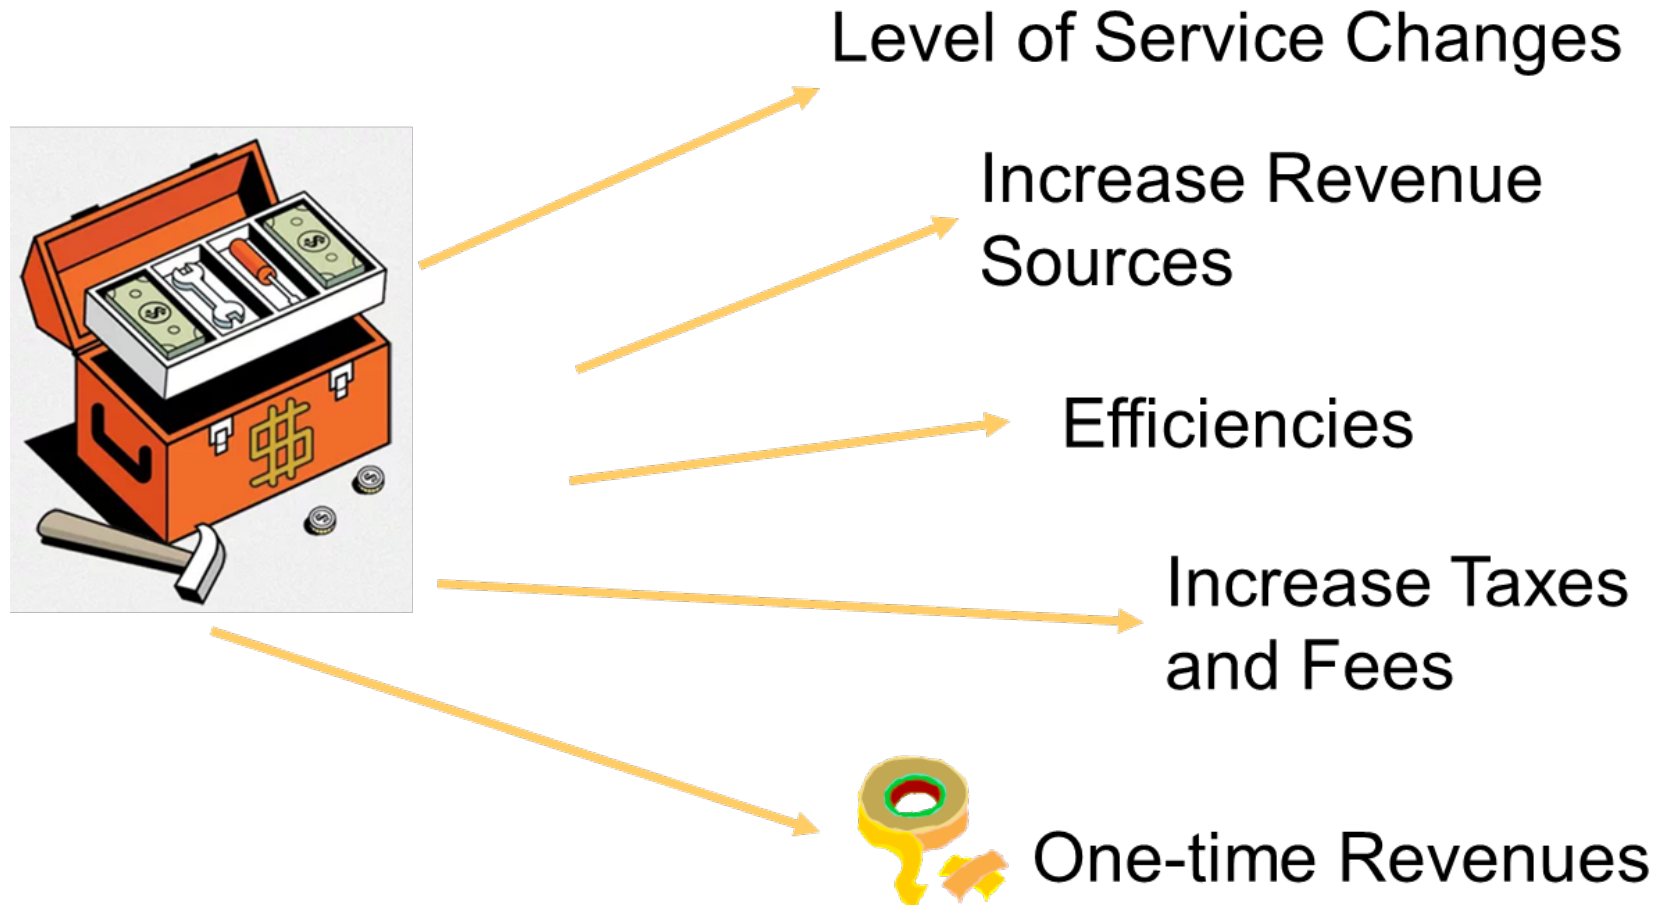 Level of Service Changes
Increase Revenue
Sources
Efficiencies
Increase Taxes
and Fees
One-time Revenues